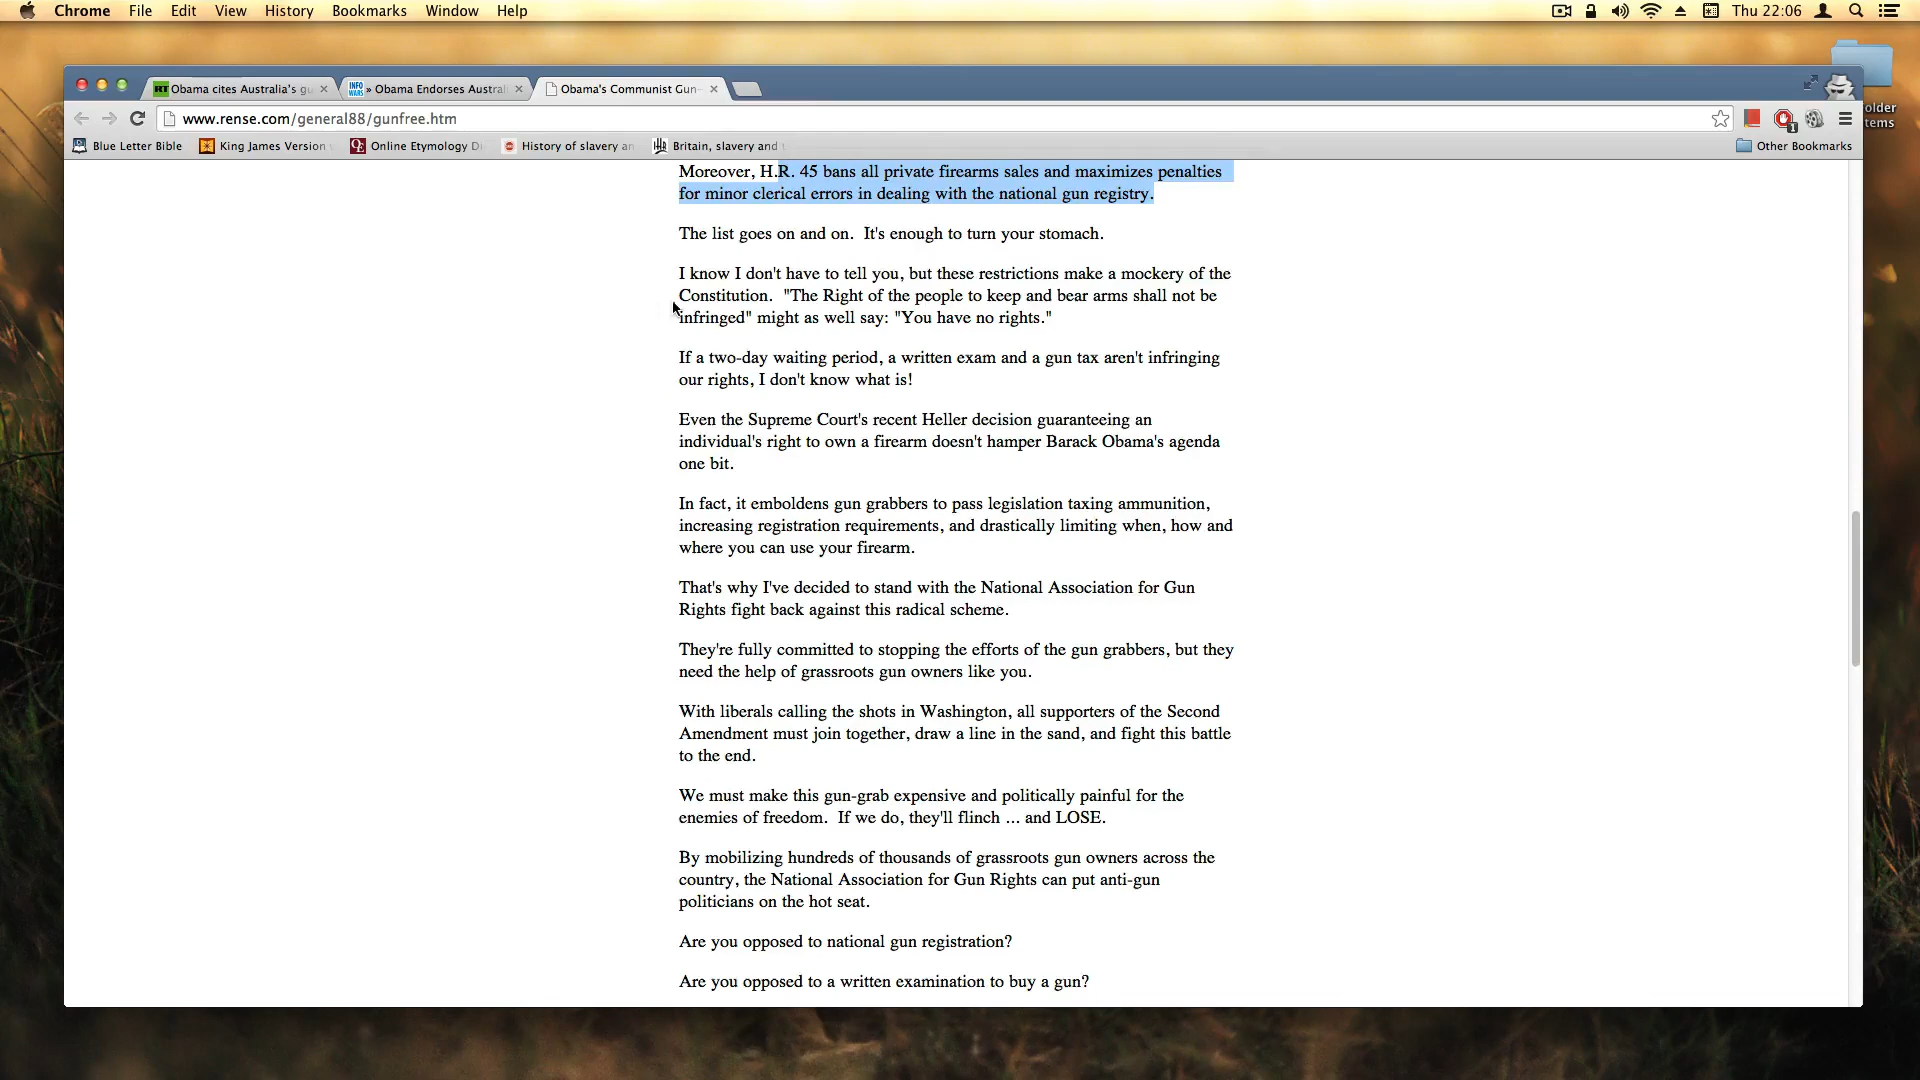 Chrome File Edit View History Bookmarks Window Help Thu 22:06
RT Obama cites Australia's gu
INFO WARS » Obama Endorses Austral
Obama's Communist Gun-
www.rense.com/general88/gunfree.htm
1
Blue Letter Bible King James Version Online Etymology D History of slavery an Britain, slavery and t Other Bookmarks
older
tems
Moreover, H.R. 45 bans all private firearms sales and maximizes penalties
for minor clerical errors in dealing with the national gun registry.
The list goes on and on. It's enough to turn your stomach.
I know I don't have to tell you, but these restrictions make a mockery of the
Constitution. "The Right of the people to keep and bear arms shall not be
infringed" might as well say: "You have no rights."
If a two-day waiting period, a written exam and a gun tax aren't infringing
our rights, I don't know what is!
Even the Supreme Court's recent Heller decision guaranteeing an
individual's right to own a firearm doesn't hamper Barack Obama's agenda
one bit.
In fact, it emboldens gun grabbers to pass legislation taxing ammunition,
increasing registration requirements, and drastically limiting when, how and
where you can use your firearm.
That's why I've decided to stand with the National Association for Gun
Rights fight back against this radical scheme.
They're fully committed to stopping the efforts of the gun grabbers, but they
need the help of grassroots gun owners like you.
With liberals calling the shots in Washington, all supporters of the Second
Amendment must join together, draw a line in the sand, and fight this battle
to the end.
We must make this gun-grab expensive and politically painful for the
enemies of freedom. If we do, they'll flinch ... and LOSE.
By mobilizing hundreds of thousands of grassroots gun owners across the
country, the National Association for Gun Rights can put anti-gun
politicians on the hot seat.
Are you opposed to national gun registration?
Are you opposed to a written examination to buy a gun?